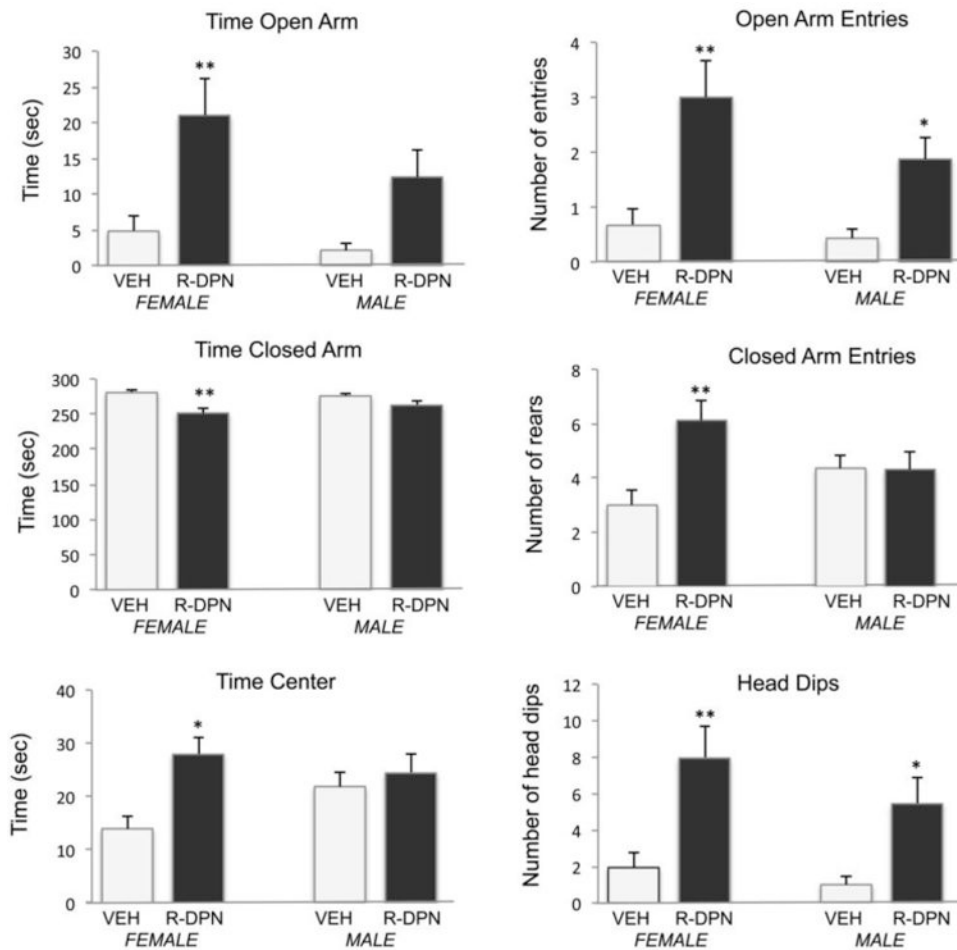 Time Open Arm
Time (sec)
30
25
20
15
10
5
0
**
VEH R-DPN VEH R-DPN
FEMALE MALE
Open Arm Entries
Number of entries
4
3
2
1
0
**
*
VEH R-DPN VEH R-DPN
FEMALE MALE
Time Closed Arm
Time (sec)
300
250
200
150
100
50
0
**
VEH R-DPN VEH R-DPN
FEMALE MALE
Closed Arm Entries
Number of rears
8
6
4
2
0
**
VEH R-DPN VEH R-DPN
FEMALE MALE
Time Center
Time (sec)
40
30
20
10
0
*
VEH R-DPN VEH R-DPN
FEMALE MALE
Head Dips
Number of head dips
12
10
8
6
4
2
0
**
*
VEH R-DPN VEH R-DPN
FEMALE MALE